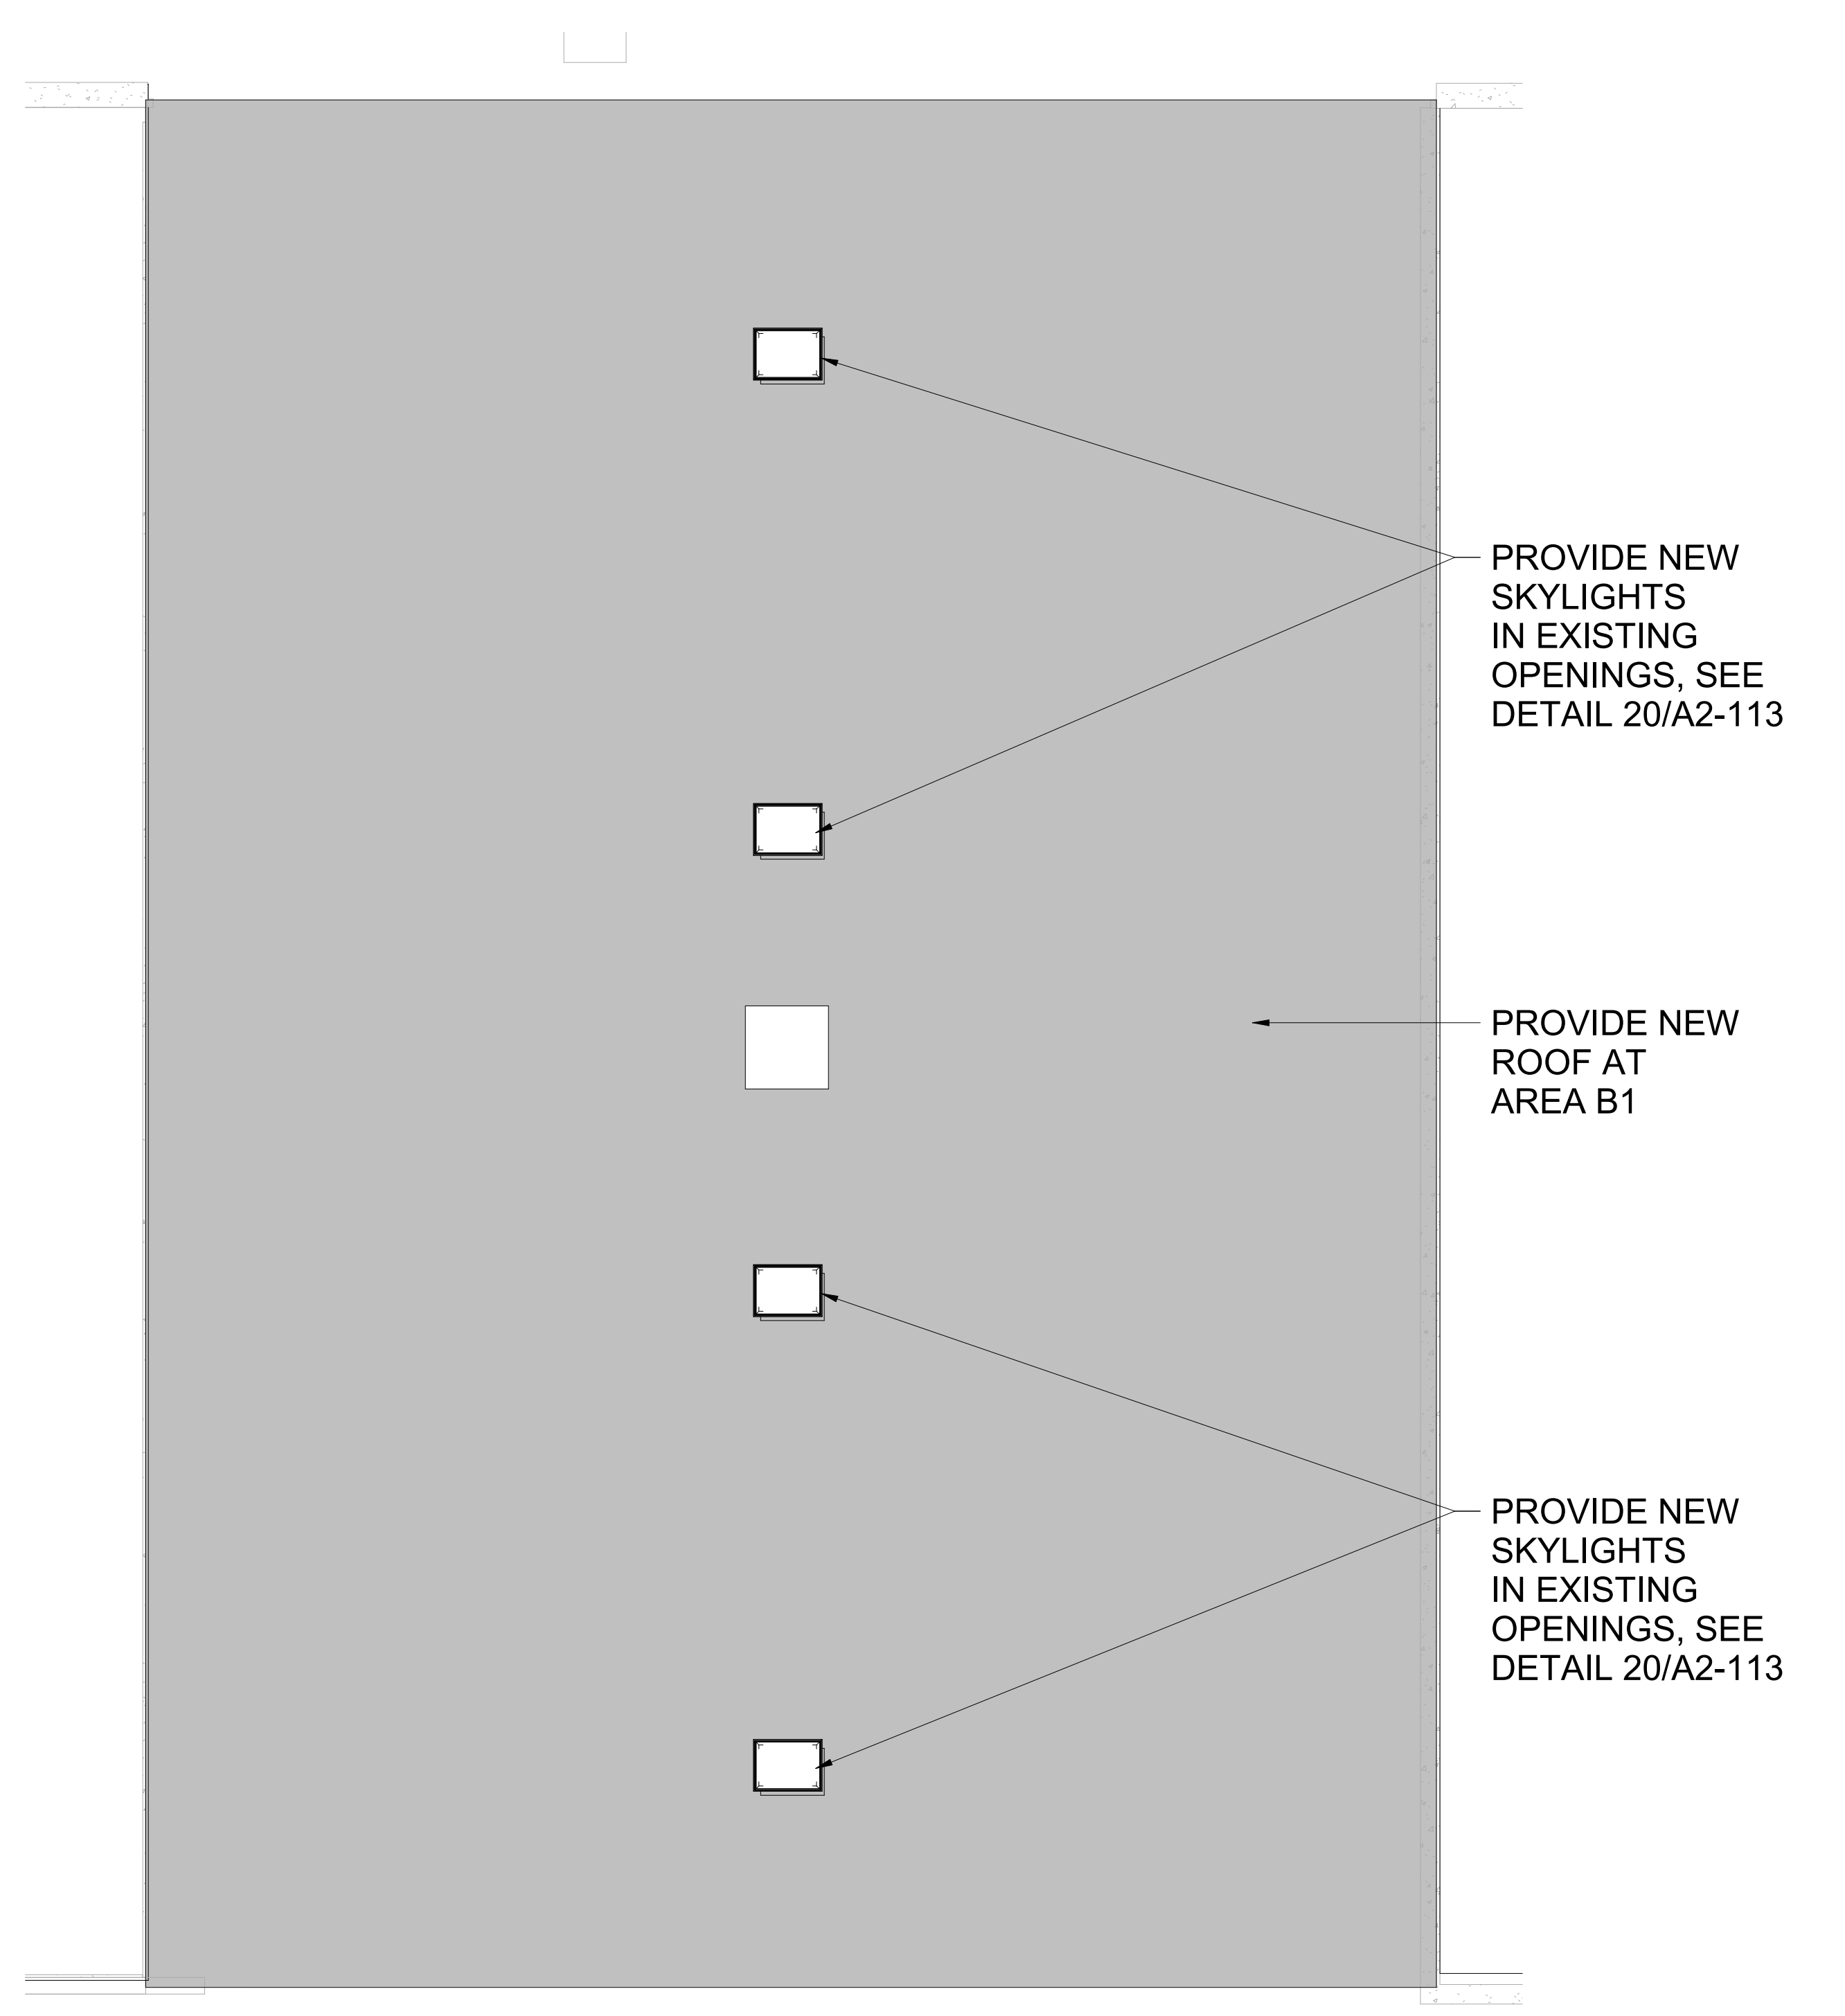 PROVIDE NEW
SKYLIGHTS
IN EXISTING
OPENINGS, SEE
DETAIL 20/A2-113
PROVIDE NEW
ROOF AT
AREA B1
PROVIDE NEW
SKYLIGHTS
IN EXISTING
OPENINGS, SEE
DETAIL 20/A2-113